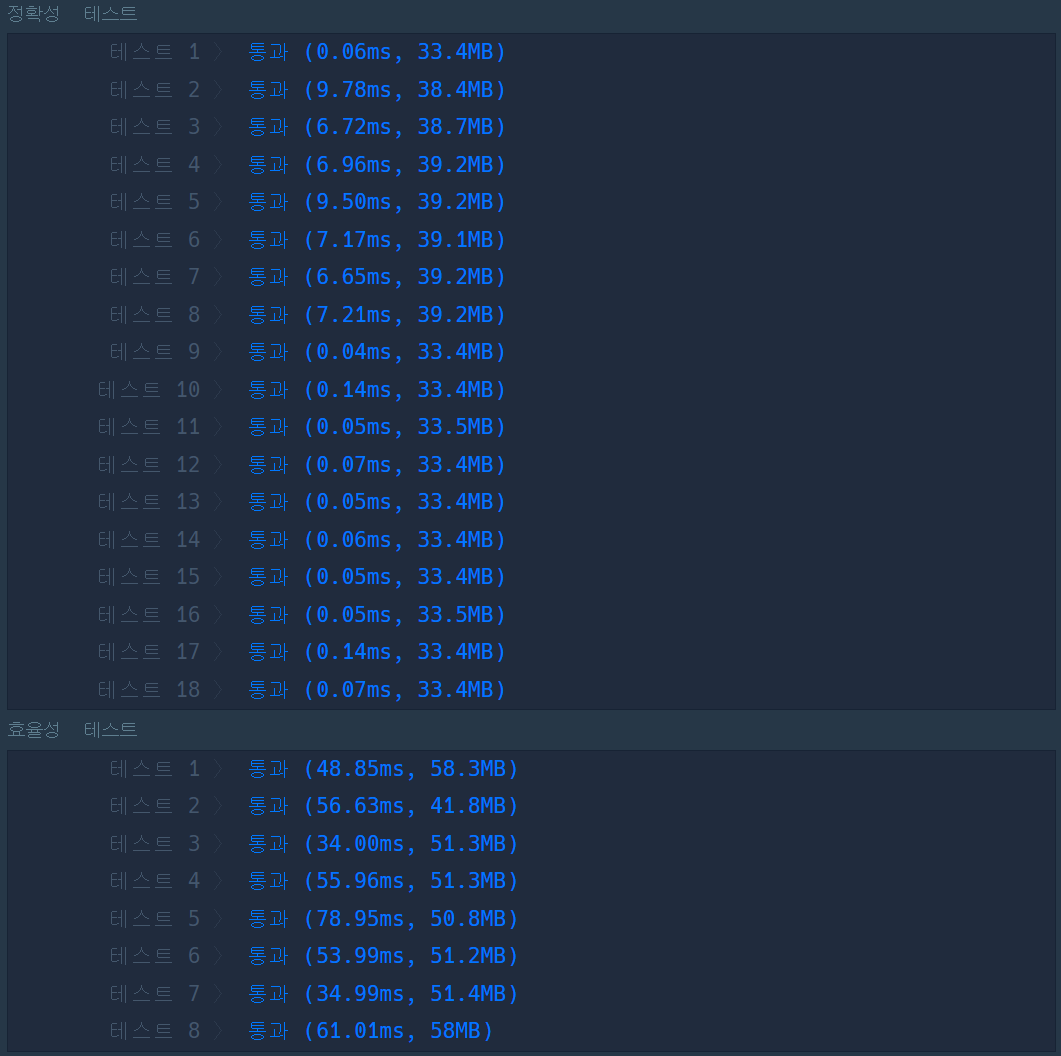 정확성 테스트
테스트 1 〉 통과 (0.06ms, 33.4MB)
테스트 2 〉 통과 (9.78ms, 38.4MB)
테스트 3 〉 통과 (6.72ms, 38.7MB)
테스트 4 〉 통과 (6.96ms, 39.2MB)
테스트 5 〉 통과 (9.50ms, 39.2MB)
테스트 6 〉 통과 (7.17ms, 39.1MB)
테스트 7 〉 통과 (6.65ms, 39.2MB)
테스트 8 〉 통과 (7.21ms, 39.2MB)
테스트 9 〉 통과 (0.04ms, 33.4MB)
테스트 10 〉 통과 (0.14ms, 33.4MB)
테스트 11 〉 통과 (0.05ms, 33.5MB)
테스트 12 〉 통과 (0.07ms, 33.4MB)
테스트 13 〉 통과 (0.05ms, 33.4MB)
테스트 14 〉 통과 (0.06ms, 33.4MB)
테스트 15 〉 통과 (0.05ms, 33.4MB)
테스트 16 〉 통과 (0.05ms, 33.5MB)
테스트 17 〉 통과 (0.14ms, 33.4MB)
테스트 18 〉 통과 (0.07ms, 33.4MB)
효율성 테스트
테스트 1 〉 통과 (48.85ms, 58.3MB)
테스트 2 〉 통과 (56.63ms, 41.8MB)
테스트 3 〉 통과 (34.00ms, 51.3MB)
테스트 4 〉 통과 (55.96ms, 51.3MB)
테스트 5 〉 통과 (78.95ms, 50.8MB)
테스트 6 〉 통과 (53.99ms, 51.2MB)
테스트 7 〉 통과 (34.99ms, 51.4MB)
테스트 8 〉 통과 (61.01ms, 58MB)